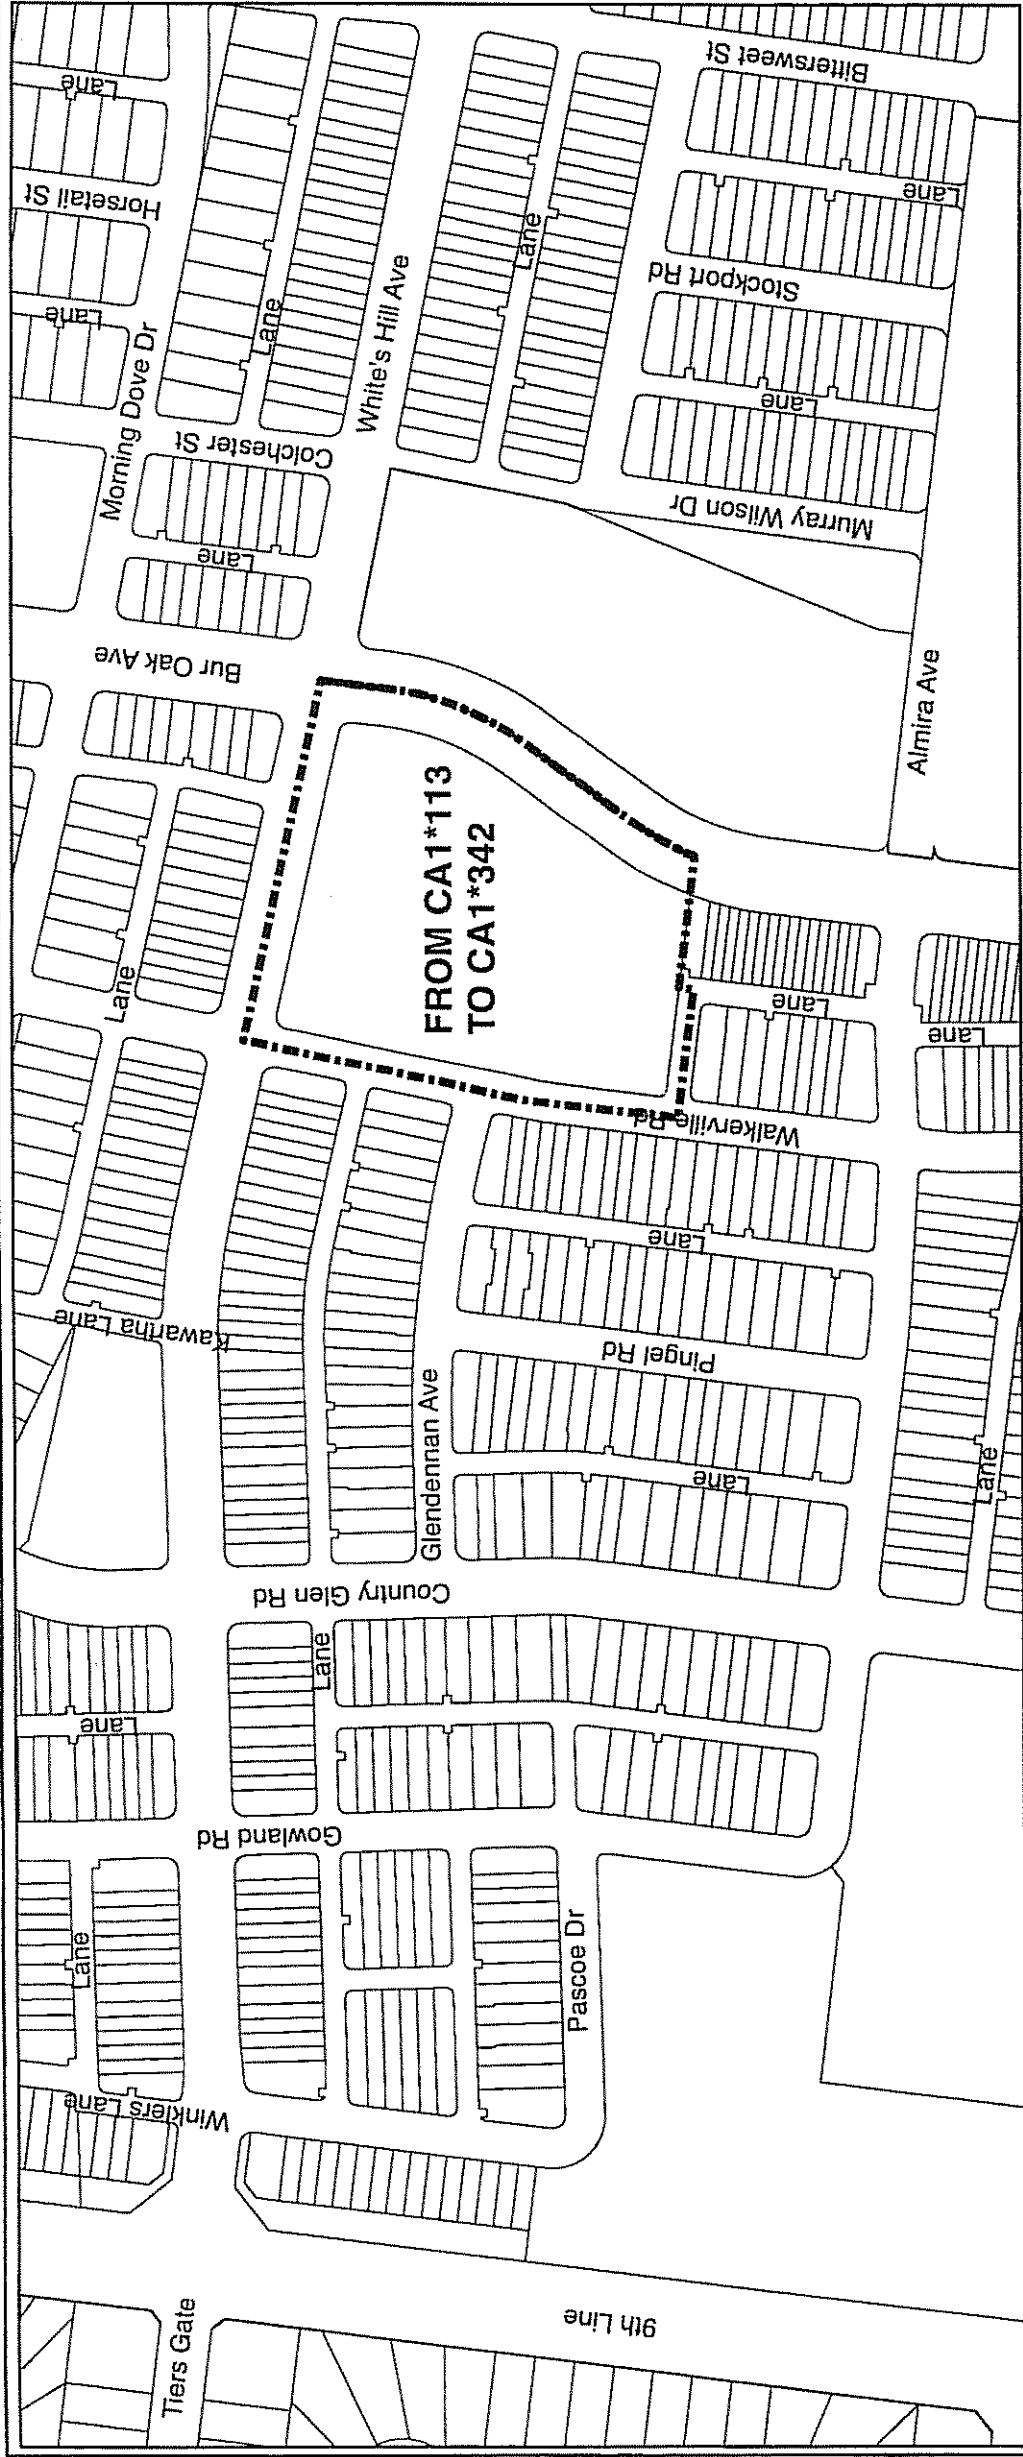 Lane
Bittersweet St
Horsetail St
Lane
Lane
Lane
Stockport Rd
Lane
White's Hill Ave
Lane
Morning Dove Dr
Colchester St
Murray Wilson Dr
Lane
Bur Oak Ave
Almira Ave
FROM CA1*113
TO CA1*342
Lane
Lane
Lane
Walkerville Rd
Lane
Kawartha Lane
Pingel Rd
Glendennan Ave
Lane
Lane
Country Glen Rd
Lane
Lane
Gowland Rd
Lane
Pascoe Dr
Winklers Lane
9th Line
Tiers Gate